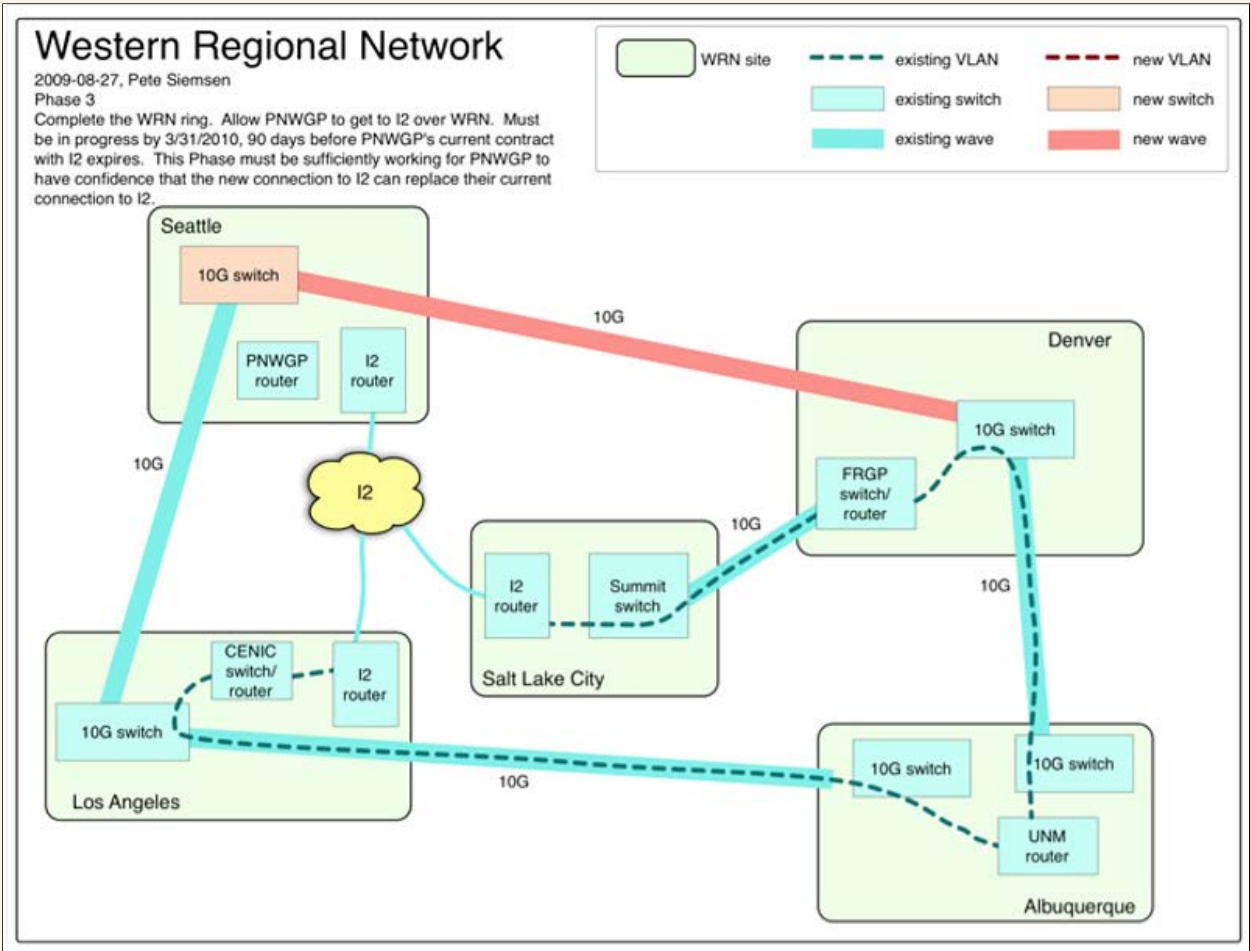 Western Regional Network
2009-08-27, Pete Siemsen
Phase 3
Complete the WRN ring. Allow PNWGP to get to I2 over WRN. Must
be in progress by 3/31/2010, 90 days before PNWGP's current contract
with I2 expires. This Phase must be sufficiently working for PNWGP to
have confidence that the new connection to I2 can replace their current
connection to I2.
WRN site
existing VLAN
new VLAN
existing switch
new switch
existing wave
new wave
Seattle
10G switch
PNWGP
router
I2
router
10G
10G
Denver
10G switch
FRGP
switch/
router
I2
10G
I2
router
Summit
switch
Salt Lake City
10G
CENIC
switch/
router
I2
router
10G switch
Los Angeles
10G
10G switch
10G switch
UNM
router
Albuquerque